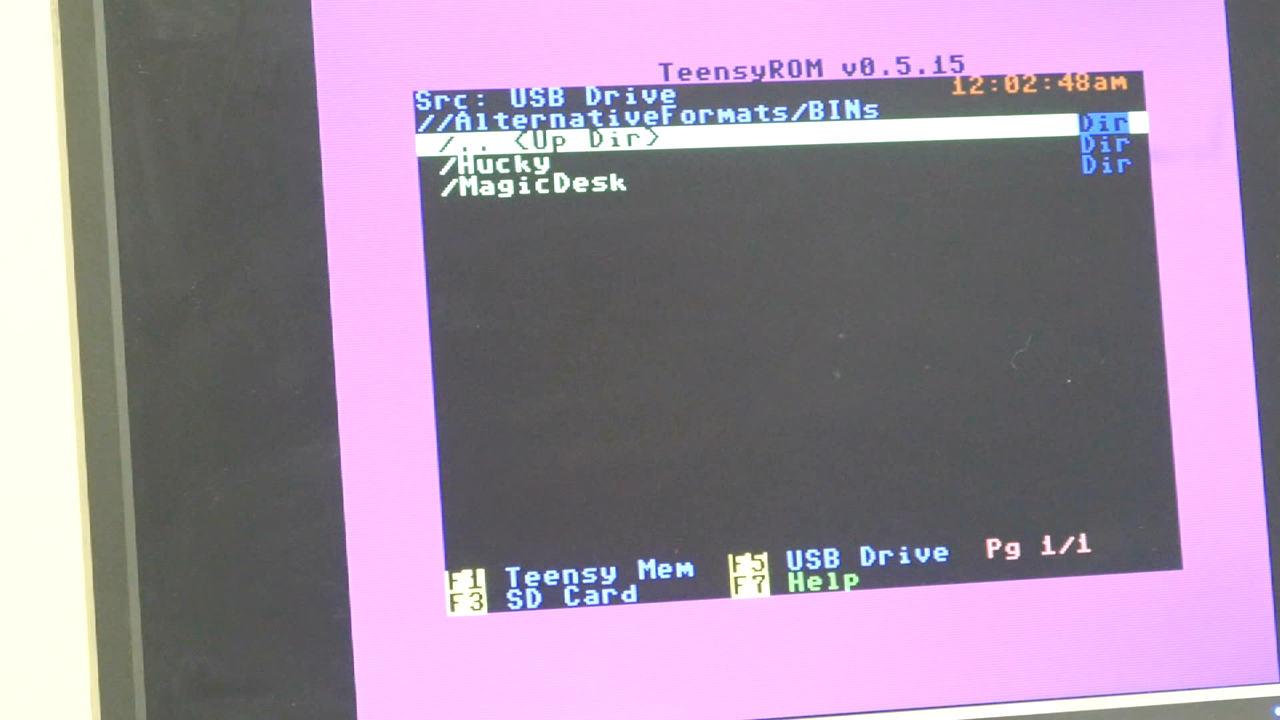 TeensyROM v0.5.15
Src: USB Drive 12:02:48am
//AlternativeFormats/BINs
/.. <Up Dir> Dir
/Hucky Dir
/MagicDesk Dir
F1 Teensy Mem F5 USB Drive Pg 1/1
F3 SD Card F7 Help